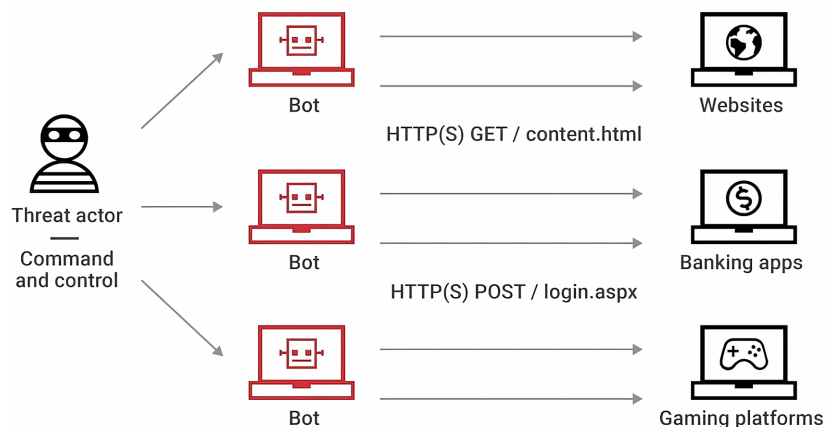 Bot
Websites
HTTP(S) GET / content.html
Threat actor
Command
and control
Bot
Banking apps
HTTP(S) POST / login.aspx
Bot
Gaming platforms